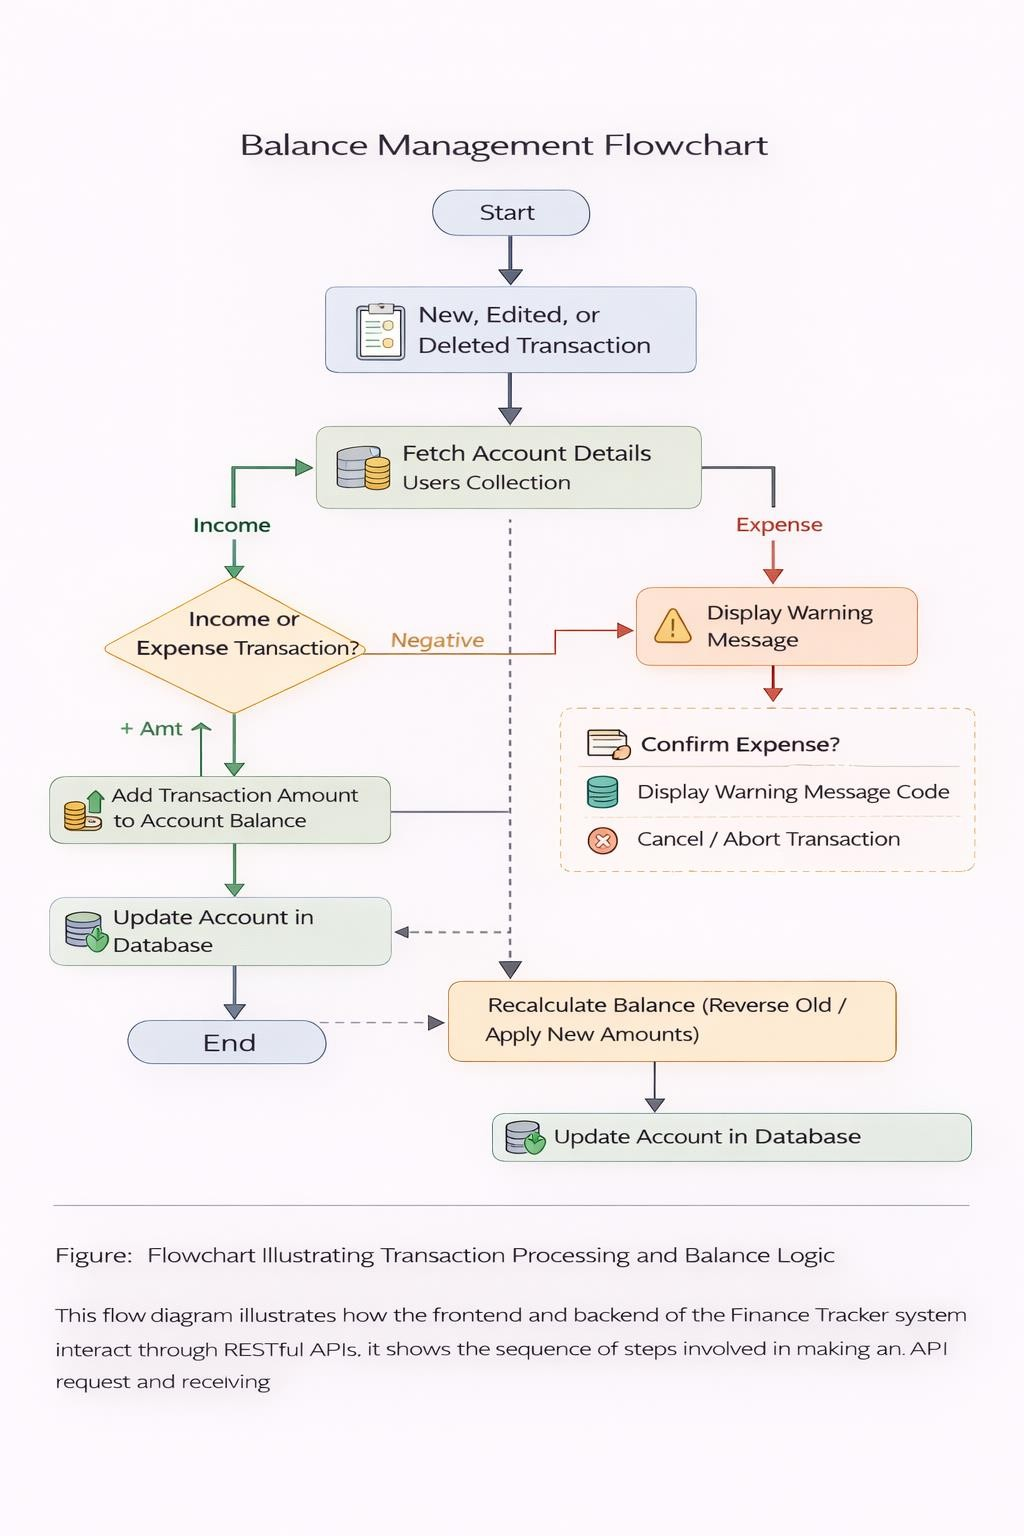 Balance Management Flowchart
Start
New, Edited, or
Deleted Transaction
Fetch Account Details
Users Collection
Income
Expense
Income or
Expense Transaction?
Negative
Display Warning
Message
+ Amt
Confirm Expense?
Display Warning Message Code
Cancel / Abort Transaction
Add Transaction Amount
to Account Balance
Update Account in
Database
End
Recalculate Balance (Reverse Old /
Apply New Amounts)
Update Account in Database
Figure: Flowchart Illustrating Transaction Processing and Balance Logic
This flow diagram illustrates how the frontend and backend of the Finance Tracker system
interact through RESTful APIs. it shows the sequence of steps involved in making an. API
request and receiving